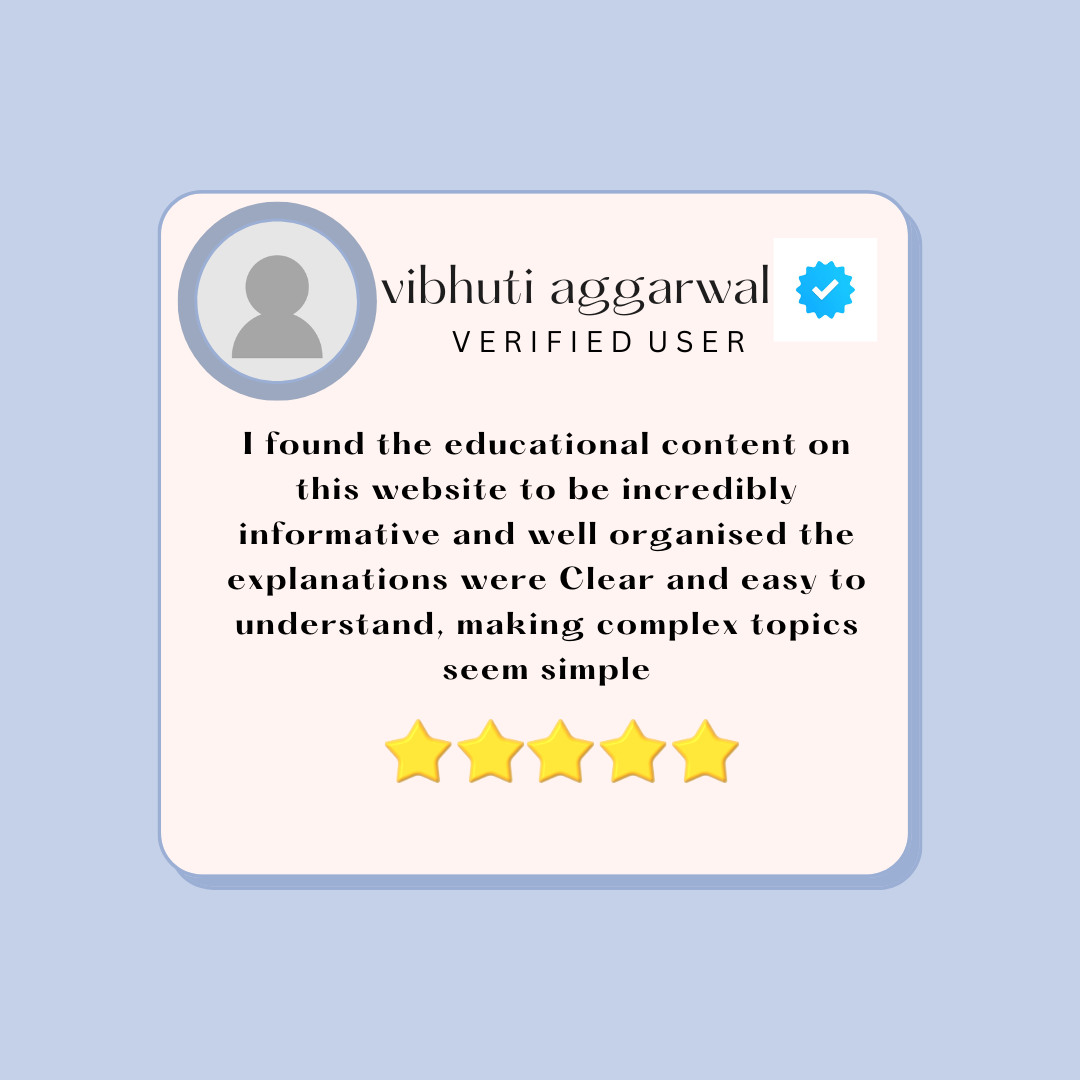 vibhuti aggarwal
VERIFIED USER
I found the educational content on
this website to be incredibly
informative and well organised the
explanations were Clear and easy to
understand, making complex topics
seem simple